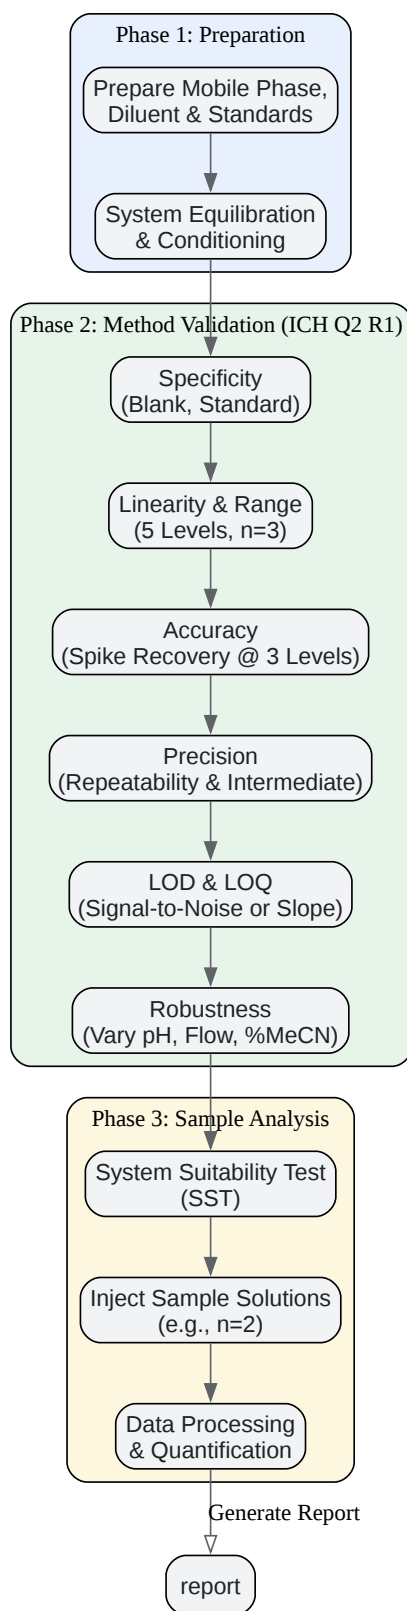 Phase 1: Preparation
Prepare Mobile Phase,
Diluent & Standards
System Equilibration
& Conditioning
Phase 2: Method Validation (ICH Q2 R1)
Specificity
(Blank, Standard)
Linearity & Range
(5 Levels, n=3)
Accuracy
(Spike Recovery @ 3 Levels)
Precision
(Repeatability & Intermediate)
LOD & LOQ
(Signal-to-Noise or Slope)
Robustness
(Vary pH, Flow, %MeCN)
Phase 3: Sample Analysis
System Suitability Test
(SST)
Inject Sample Solutions
(e.g., n=2)
Data Processing
& Quantification
Generate Report
report